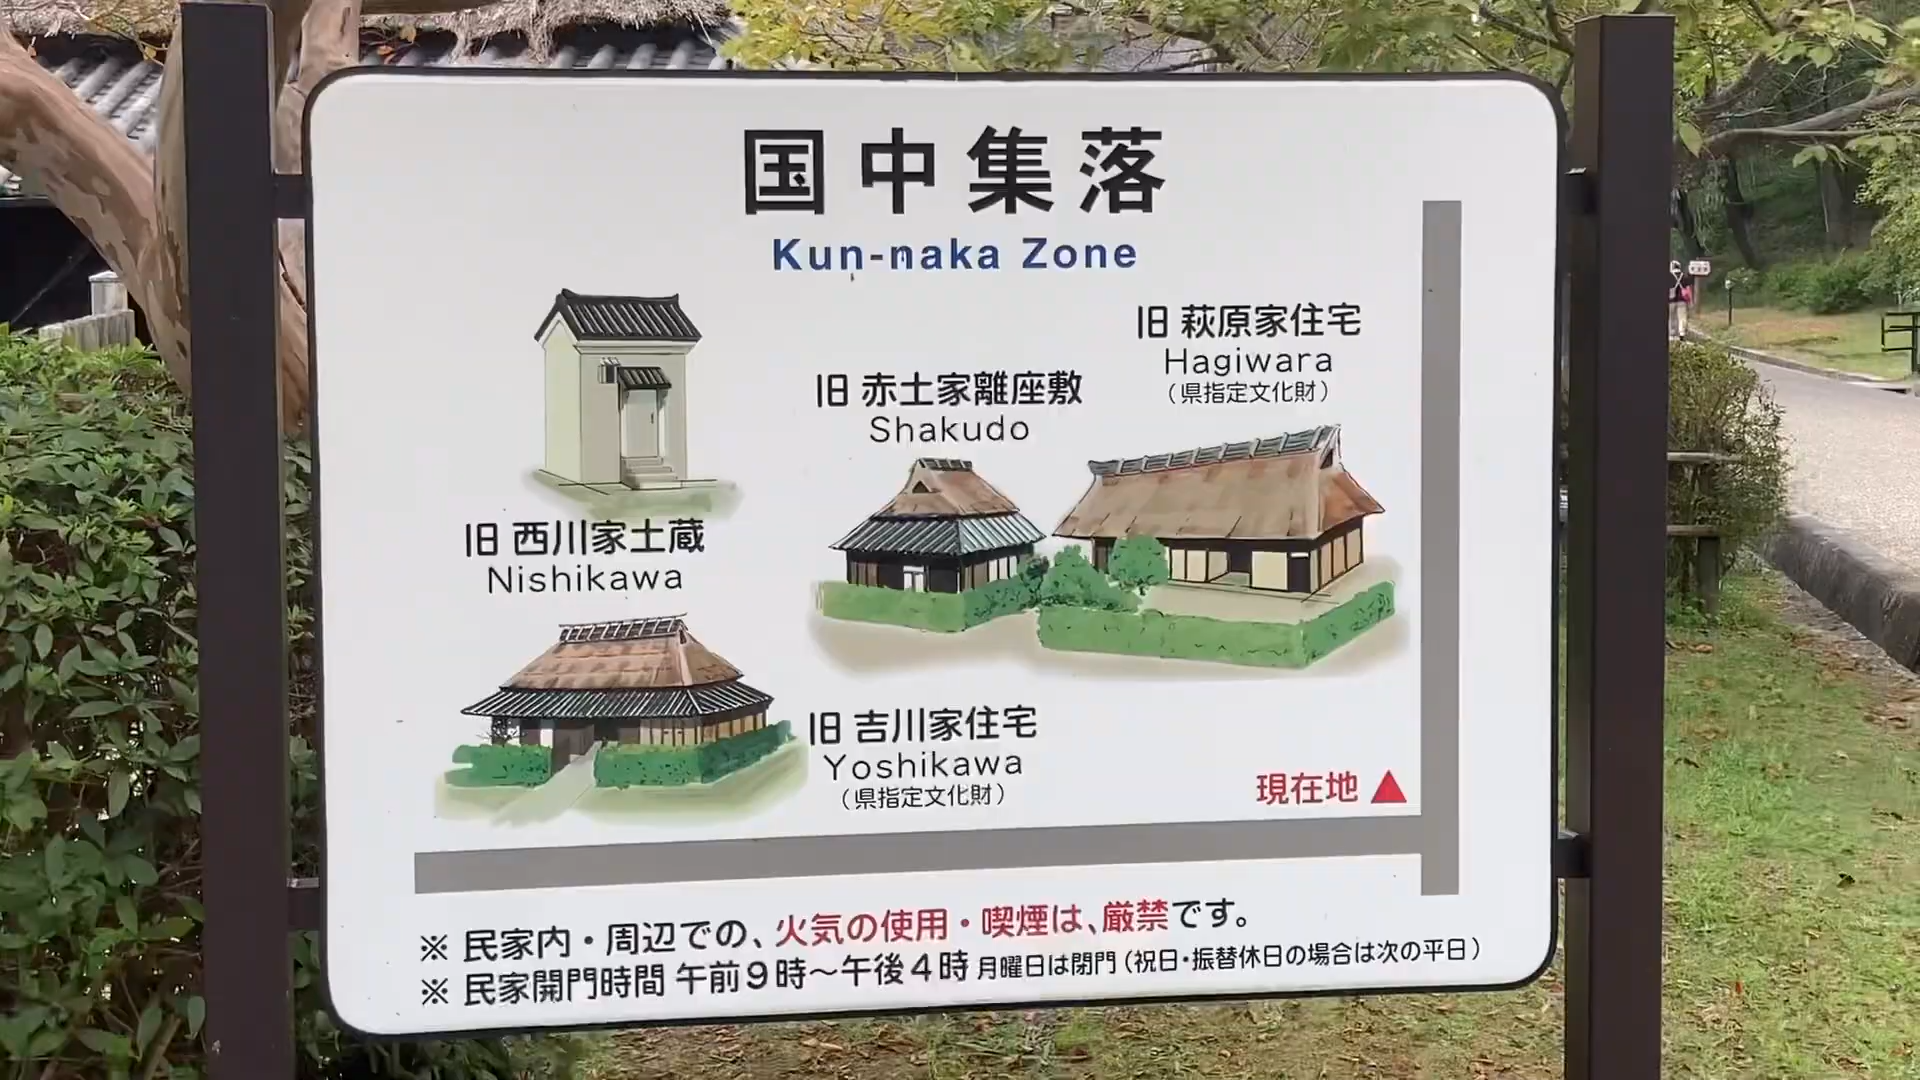 国中集落
Kun-naka Zone
旧 萩原家住宅
Hagiwara
(県指定文化財)
旧 赤土家離座敷
Shakudo
旧 西川家土蔵
Nishikawa
旧 吉川家住宅
Yoshikawa
(県指定文化財)
現在地 ▲
※ 民家内・周辺での、火気の使用・喫煙は、厳禁です。
※ 民家開門時間 午前9時～午後4時 月曜日は閉門(祝日・振替休日の場合は次の平日)